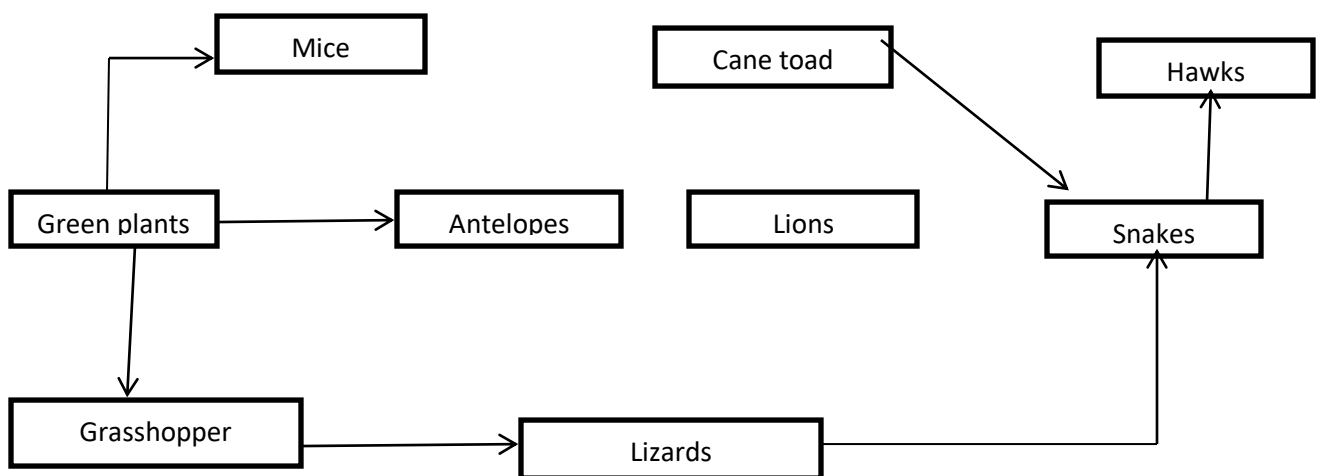 Mice
Cane toad
Hawks
Green plants
Antelopes
Lions
Snakes
Grasshopper
Lizards